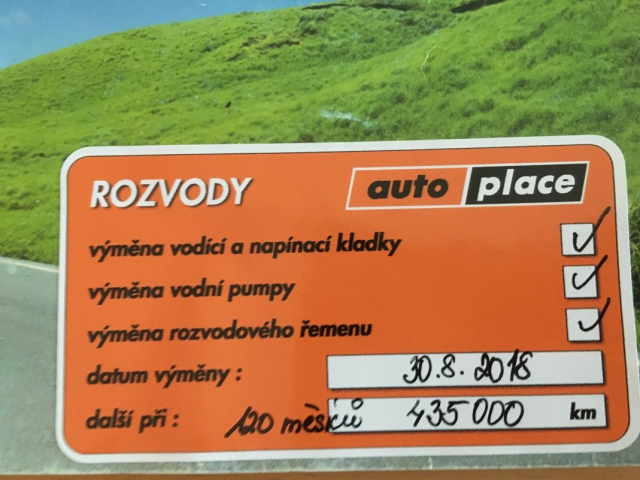 ROZVODY auto place
výměna vodící a napínací kladky
výměna vodní pumpy
výměna rozvodového řemenu
datum výměny : 30.8.2018
další při : 120 měsíců 435 000 km